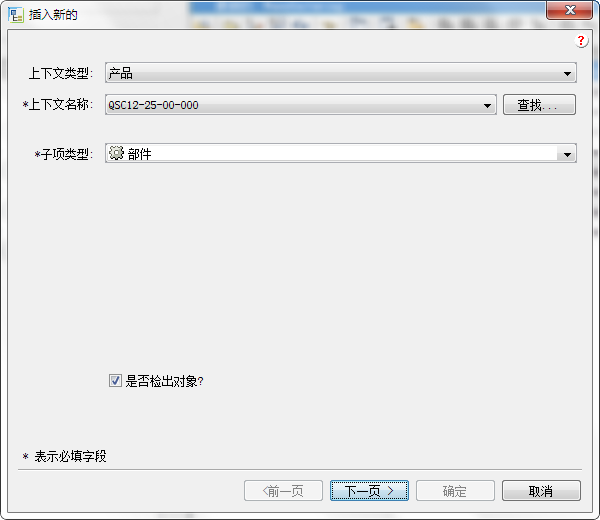 插入新的
?
上下文类型: 产品
*上下文名称: QSC12-25-00-000 查找...
*子项类型: 部件
是否检出对象?
* 表示必填字段
<前一页 下一页 > 确定 取消